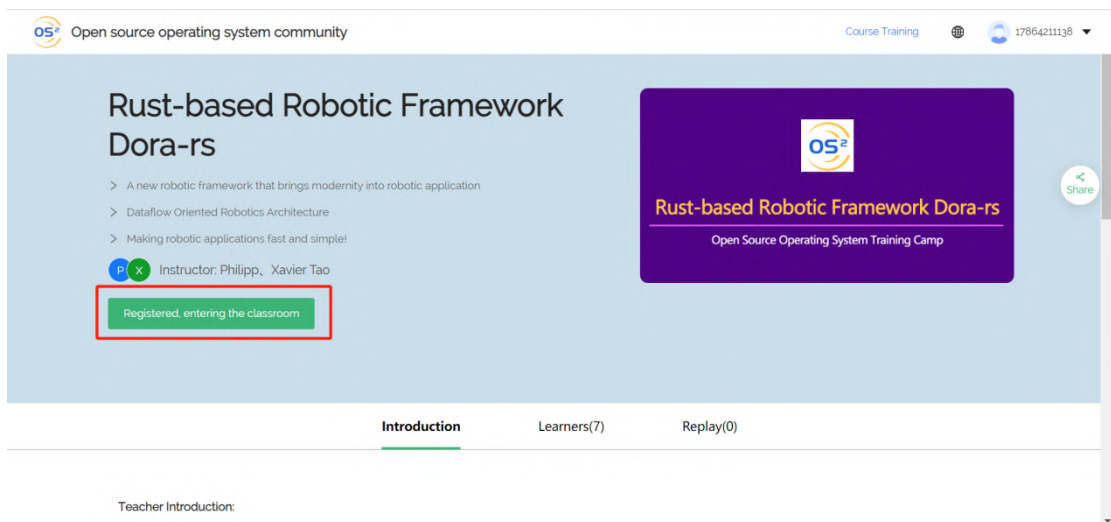 OS²
Open source operating system community
Course Training
17864211138
Rust-based Robotic Framework
Dora-rs
> A new robotic framework that brings modernity into robotic application
> Dataflow Oriented Robotics Architecture
> Making robotic applications fast and simple!
P X Instructor: Philipp、Xavier Tao
Registered, entering the classroom
OS²
Rust-based Robotic Framework Dora-rs
Open Source Operating System Training Camp
Share
Introduction
Learners(7)
Replay(0)
Teacher Introduction: